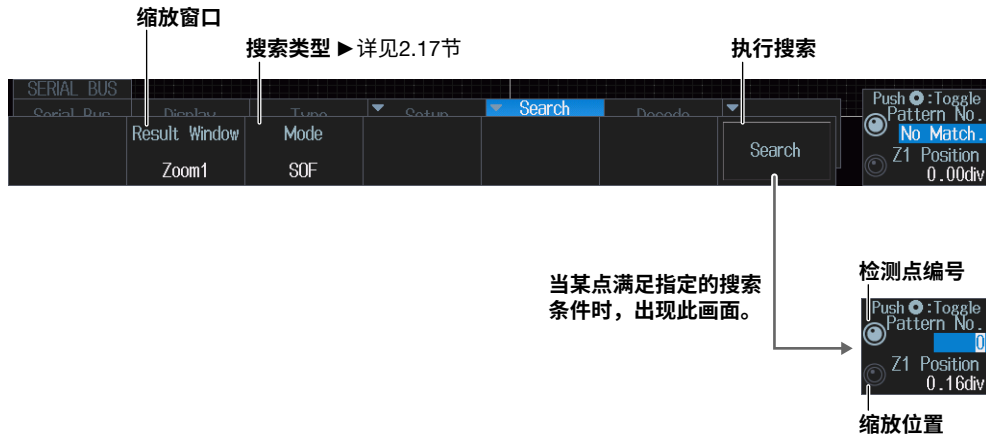 缩放窗口
搜索类型 ▶ 详见2.17节
执行搜索
SERIAL BUS
Serial Bus Display Type Setup Search Decode
Result Window
Zoom1
Mode
SOF
Search
Push :Toggle
Pattern No.
No Match.
Z1 Position
0.00div
当某点满足指定的搜索
条件时，出现此画面。
检测点编号
Push :Toggle
Pattern No.
0
Z1 Position
0.16div
缩放位置